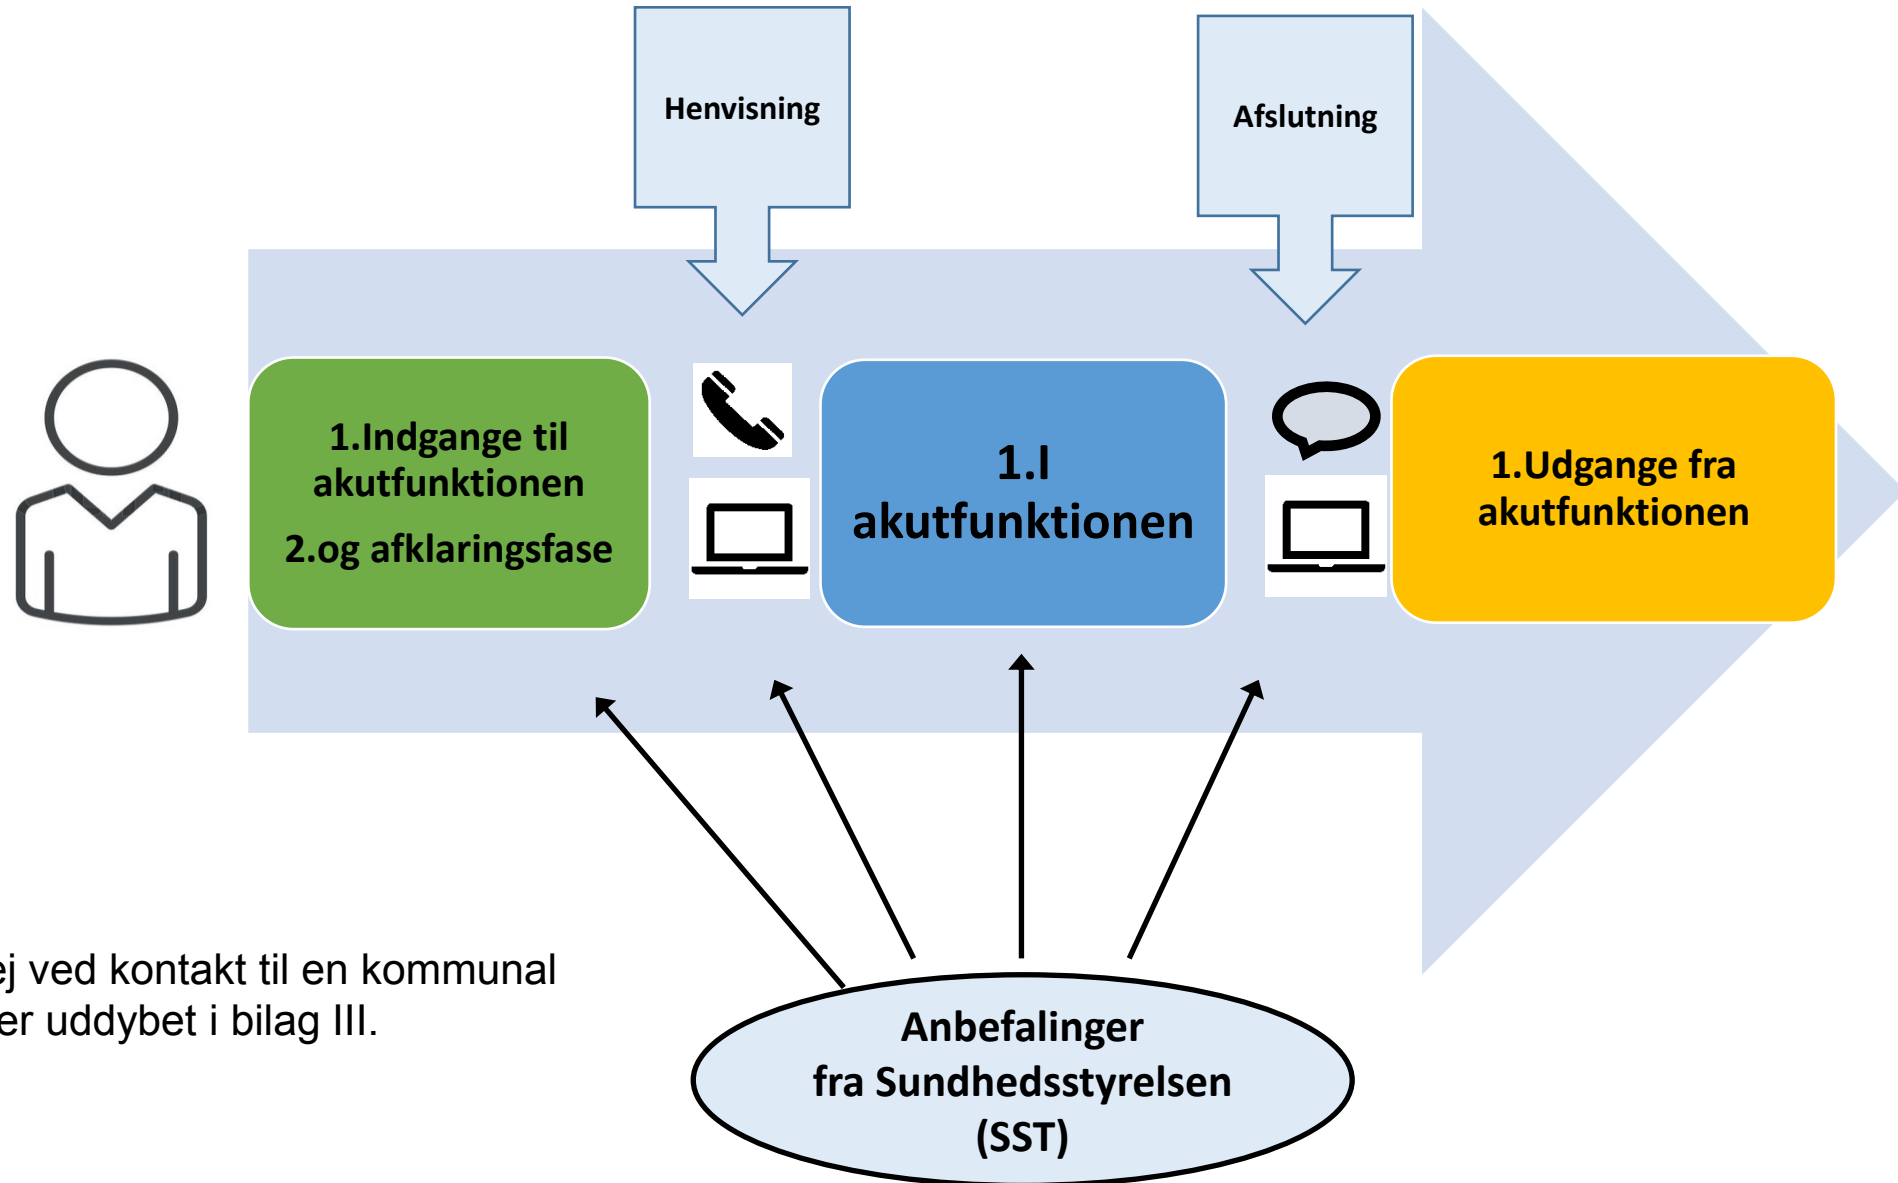 Henvisning
Afslutning
1.Indgange til
akutfunktionen
2.og afklaringsfase
1.I
akutfunktionen
1.Udgange fra
akutfunktionen
ved kontakt til en kommunal
er uddybet i bilag III.
Anbefalinger
fra Sundhedsstyrelsen
(SST)